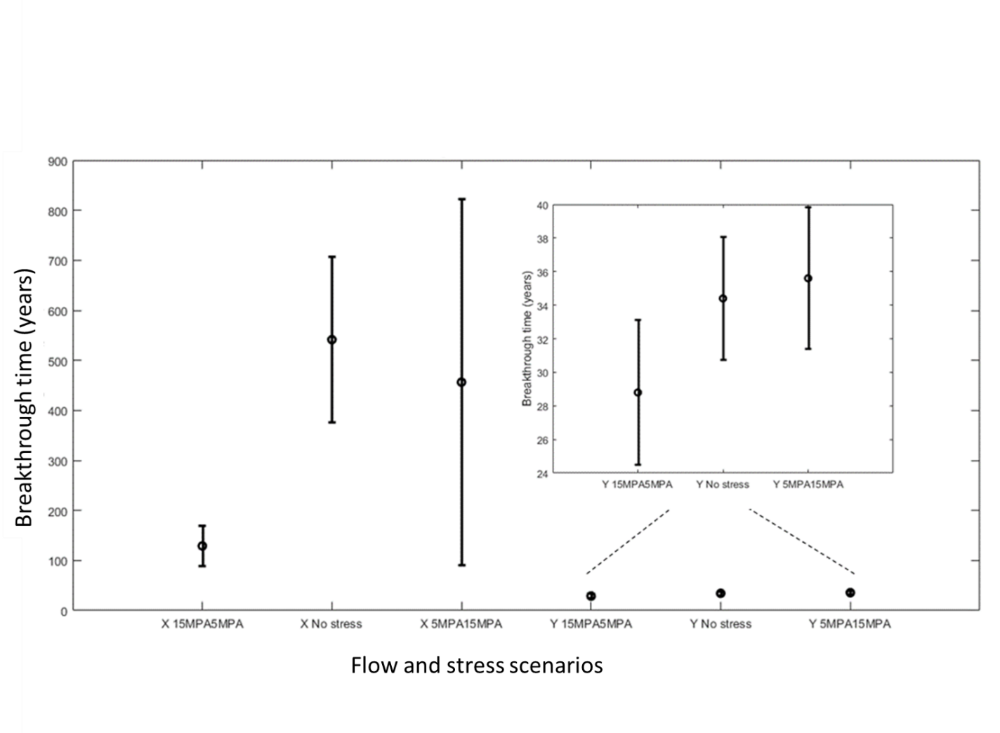 Breakthrough time (years)
900
800
700
600
500
400
300
200
100
0
X 15MPA5MPA
X No stress
X 5MPA15MPA
Y 15MPA5MPA
Y No stress
Y 5MPA15MPA
Flow and stress scenarios
Breakthrough time (years)
40
38
36
34
32
30
28
26
24
Y 15MPA5MPA
Y No stress
Y 5MPA15MPA